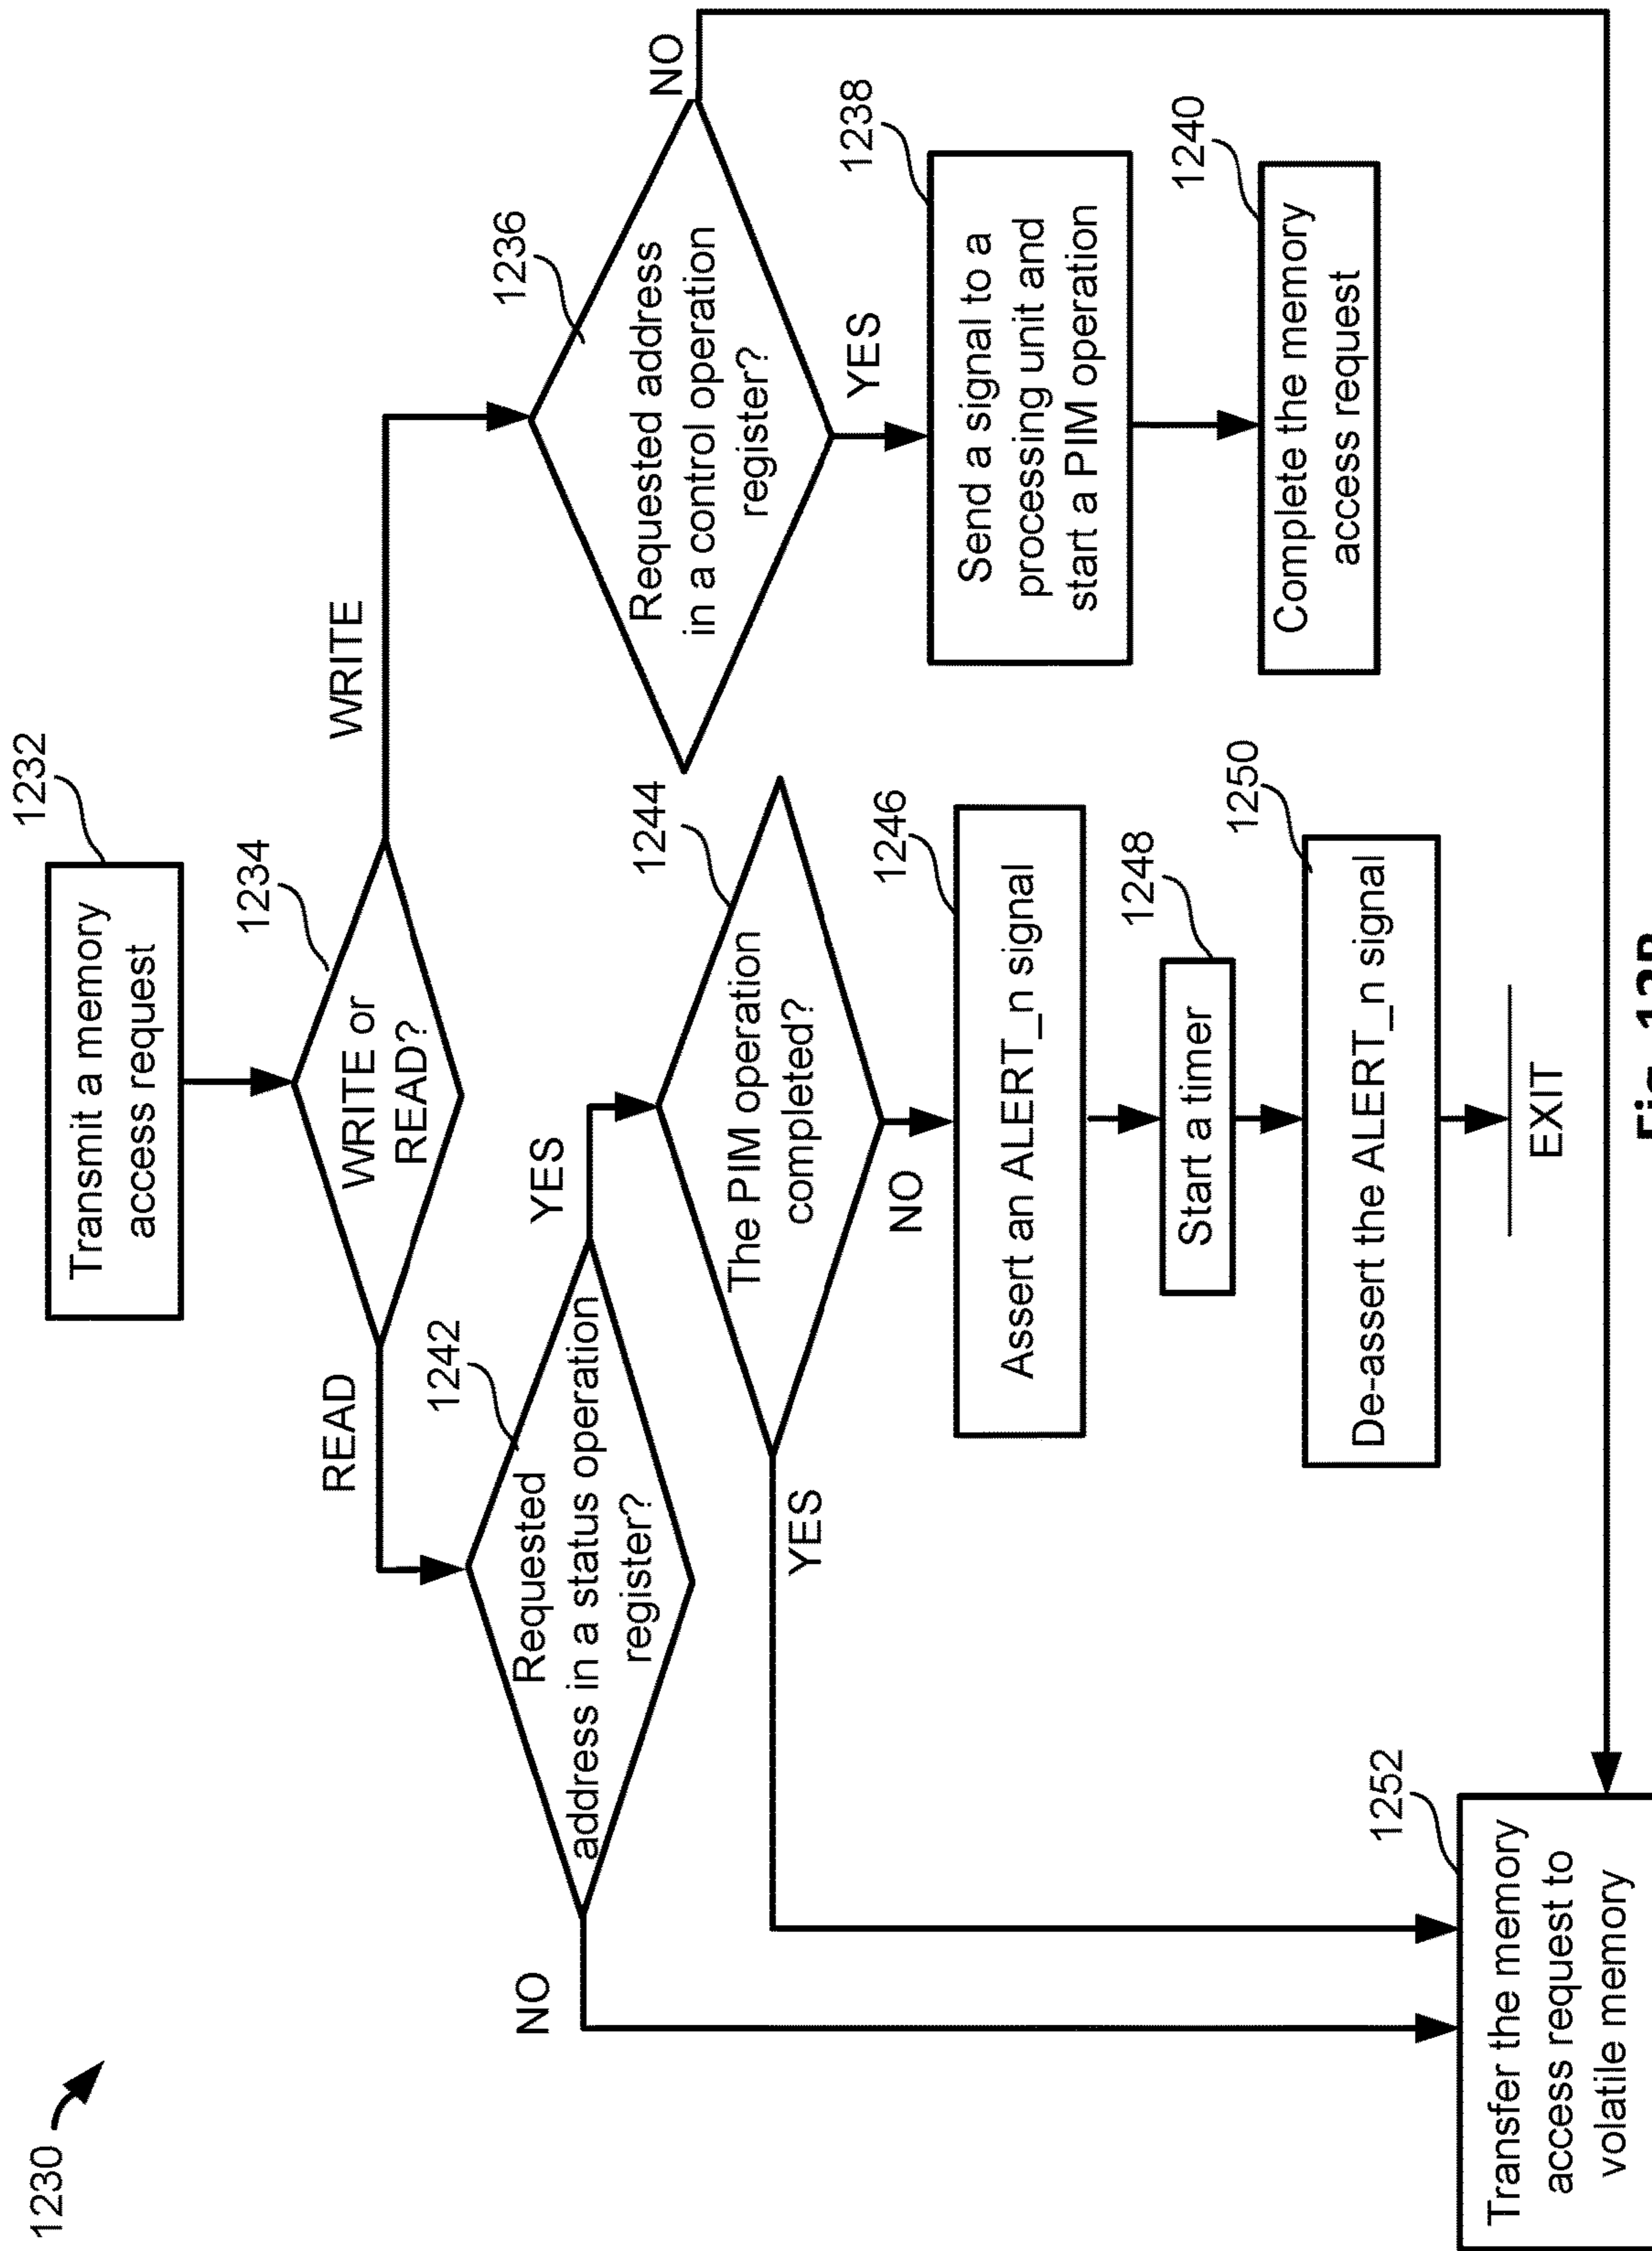 1230
Transmit a memory
access request
1232
WRITE or
READ?
1234
READ
WRITE
Requested
address in a status operation
register?
1242
NO
YES
Requested address
in a control operation
register?
1236
NO
YES
The PIM operation
completed?
1244
YES
NO
Send a signal to a
processing unit and
start a PIM operation
1238
Assert an ALERT_n signal
1246
Complete the memory
access request
1240
Start a timer
1248
De-assert the ALERT_n signal
1250
EXIT
Transfer the memory
access request to
volatile memory
1252